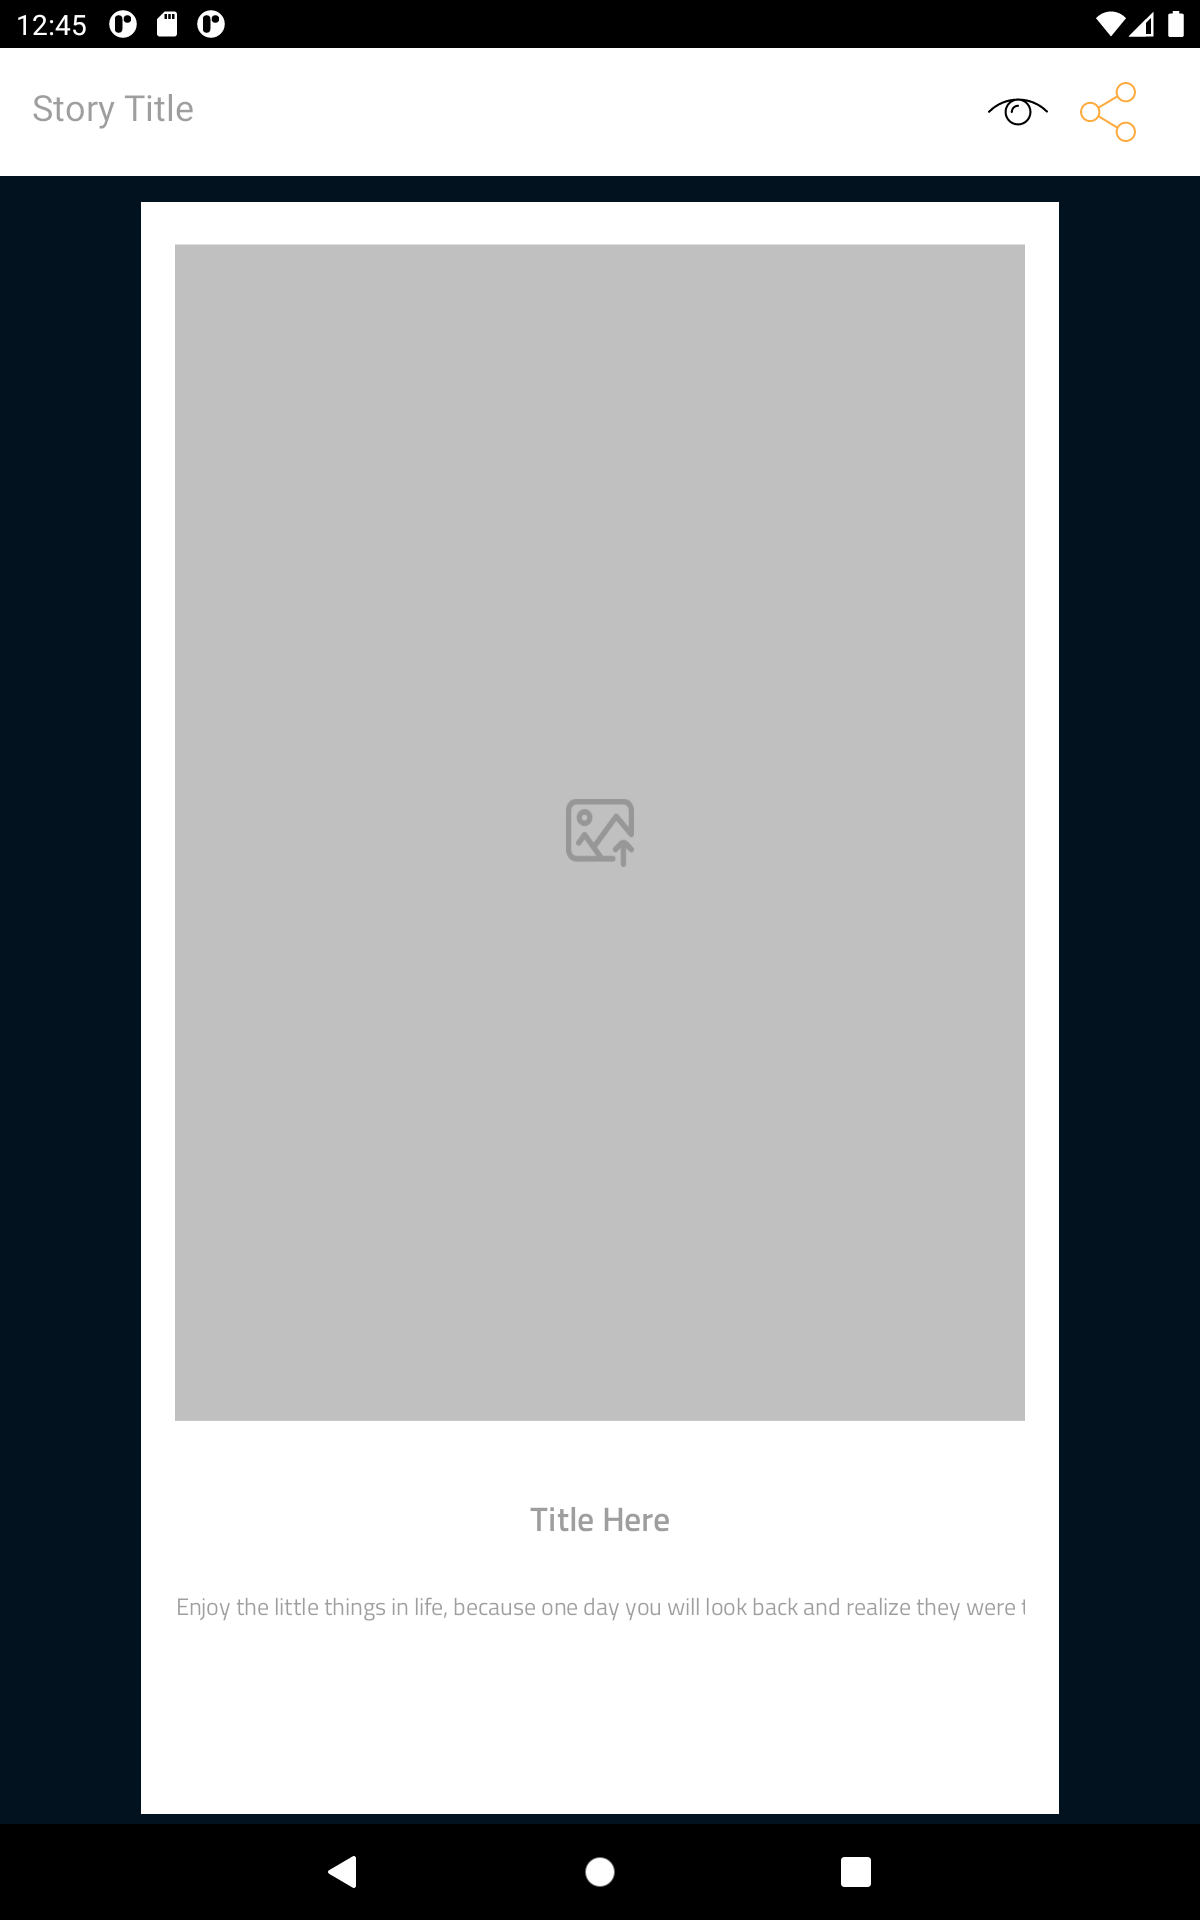 12:45
Story Title
Title Here
Enjoy the little things in life, because one day you will look back and realize they were t